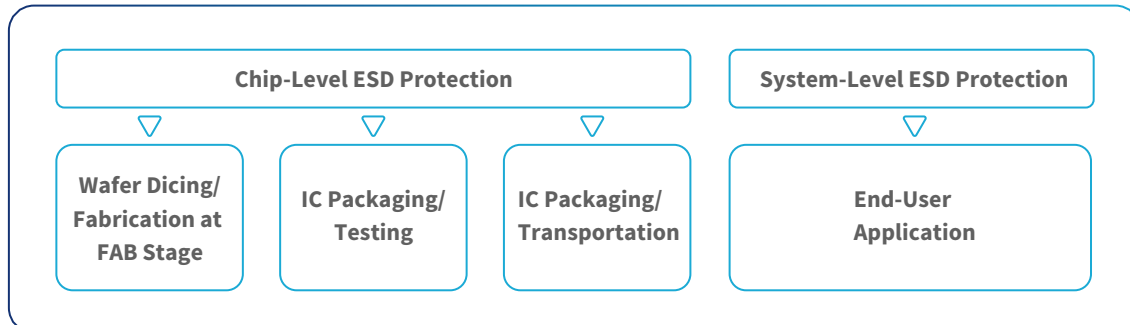 Chip-Level ESD Protection
System-Level ESD Protection
Wafer Dicing/
Fabrication at
FAB Stage
IC Packaging/
Testing
IC Packaging/
Transportation
End-User
Application